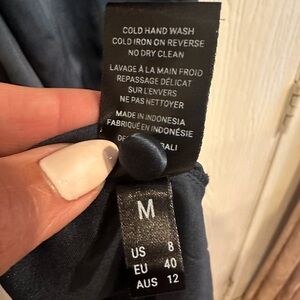 COLD HAND WASH
COLD IRON ON REVERSE
NO DRY CLEAN
LAVAGE À LA MAIN FROID
REPASSAGE DÉLICAT
SUR L'ENVERS
NE PAS NETTOYER
MADE IN INDONESIA
FABRIQUÉ EN INDONÉSIE
BALI
M
US 8
EU 40
AUS 12